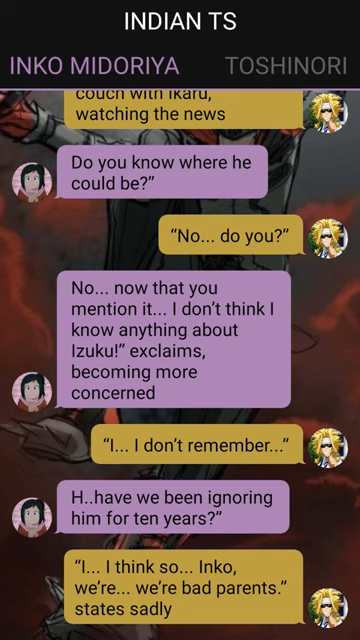 INDIAN TS
INKO MIDORIYA TOSHINORI
couch with Ikaru,
watching the news
Do you know where he
could be?”
“No... do you?”
No... now that you
mention it... I don’t think I
know anything about
Izuku!” exclaims,
becoming more
concerned
“I... I don’t remember...”
H..have we been ignoring
him for ten years?”
“I... I think so... Inko,
we’re... we’re bad parents.”
states sadly